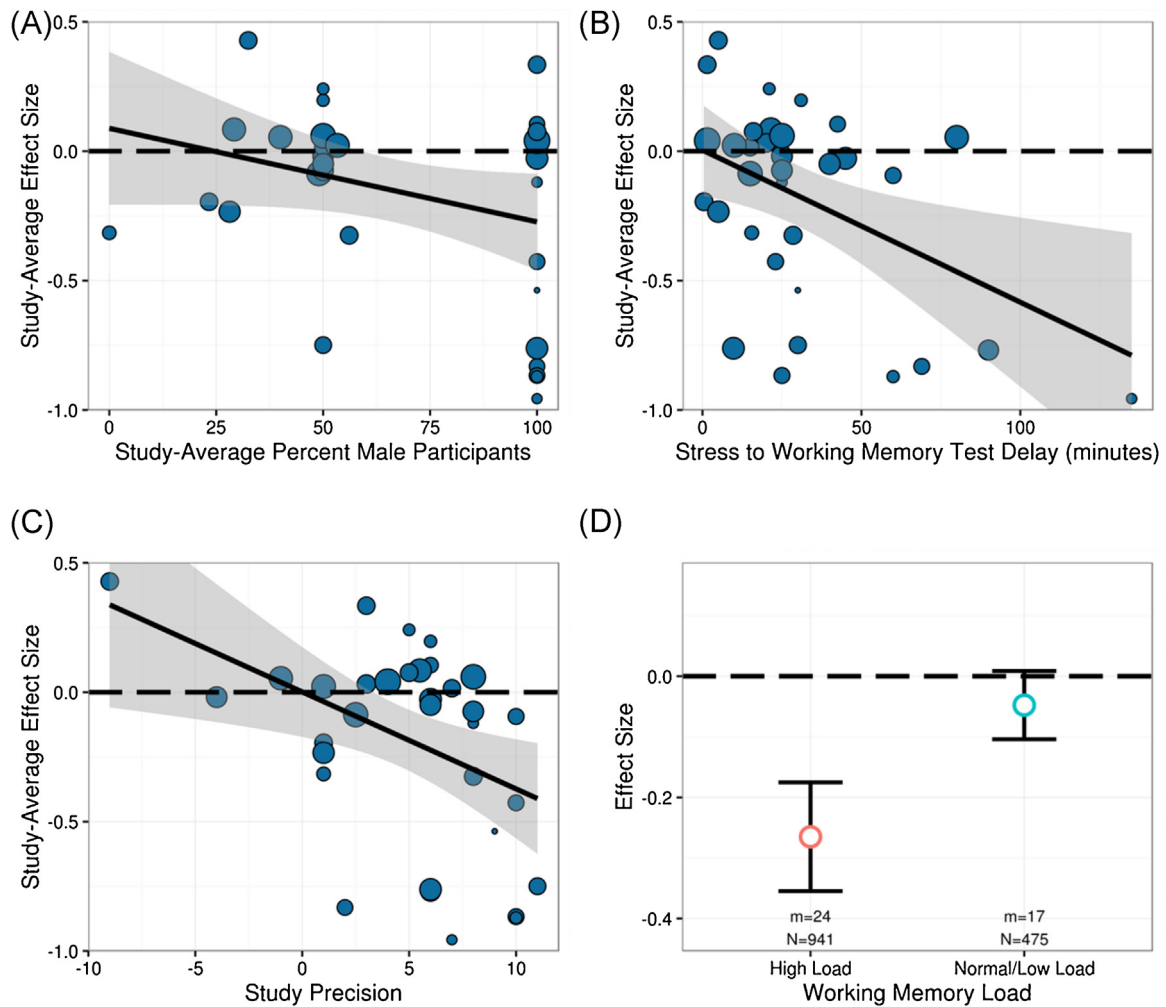 (A)
0.5
0.0
-0.5
-1.0
Study-Average Effect Size
0 25 50 75 100
Study-Average Percent Male Participants
(B)
0.5
0.0
-0.5
-1.0
Study-Average Effect Size
0 50 100
Stress to Working Memory Test Delay (minutes)
(C)
0.5
0.0
-0.5
-1.0
Study-Average Effect Size
-10 -5 0 5 10
Study Precision
(D)
0.0
-0.2
-0.4
Effect Size
m=24 m=17
N=941 N=475
High Load Normal/Low Load
Working Memory Load